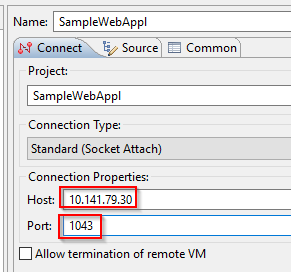 Name: SampleWebAppl
Connect Source Common
Project:
SampleWebAppl
Connection Type:
Standard (Socket Attach)
Connection Properties:
Host: 10.141.79.30
Port: 1043
Allow termination of remote VM